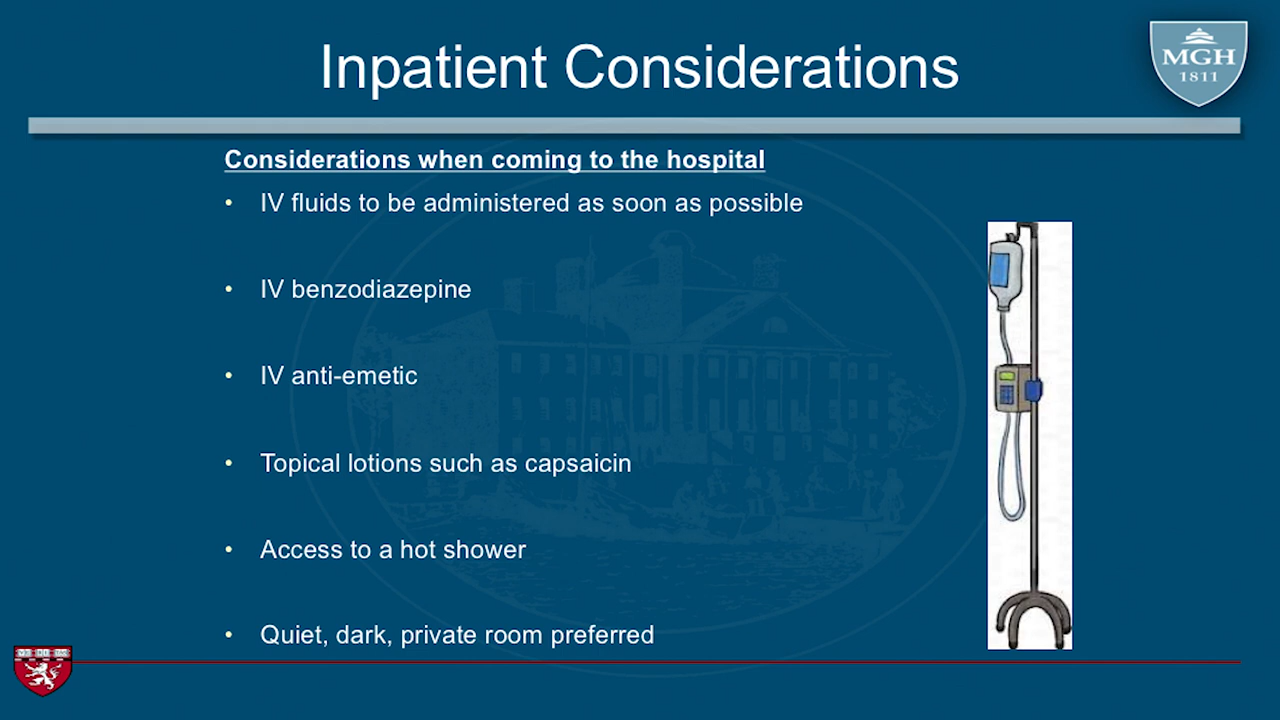 Inpatient Considerations
MGH
1811
Considerations when coming to the hospital
• IV fluids to be administered as soon as possible
• IV benzodiazepine
• IV anti-emetic
• Topical lotions such as capsaicin
• Access to a hot shower
• Quiet, dark, private room preferred